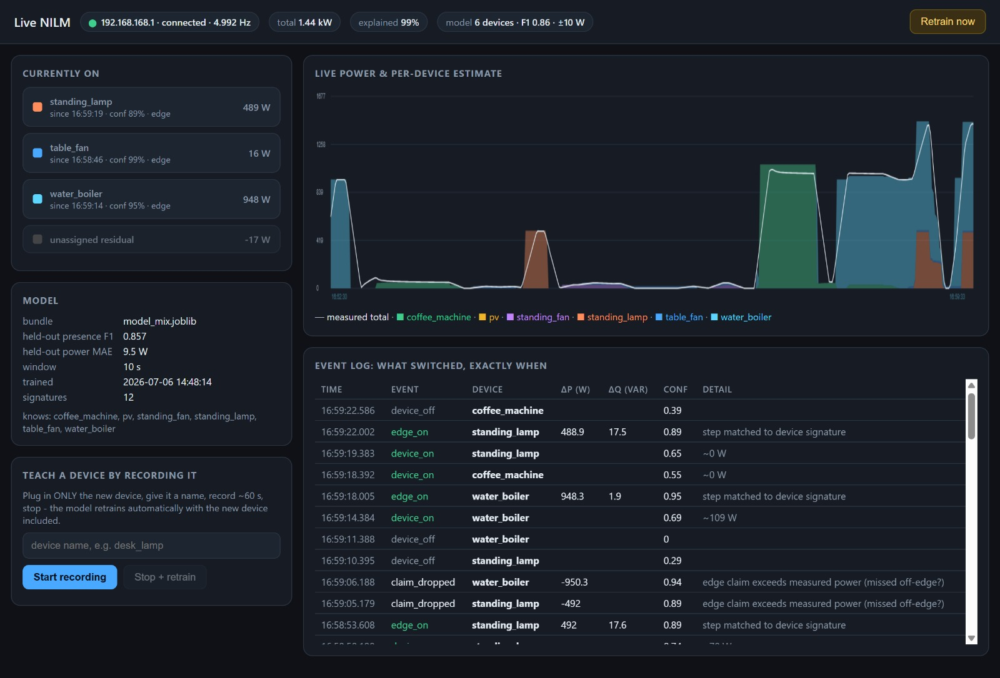 Live NILM
192.168.168.1 · connected · 4.992 Hz
total 1.44 kW
explained 99%
model 6 devices · F1 0.86 · ±10 W
Retrain now
CURRENTLY ON
standing_lamp
since 16:59:19 · conf 89% · edge
489 W
table_fan
since 16:58:46 · conf 99% · edge
16 W
water_boiler
since 16:59:14 · conf 95% · edge
948 W
unassigned residual
-17 W
MODEL
bundle model_mix.joblib
held-out presence F1 0.857
held-out power MAE 9.5 W
window 10 s
trained 2026-07-06 14:48:14
signatures 12
knows: coffee_machine, pv, standing_fan, standing_lamp,
table_fan, water_boiler
TEACH A DEVICE BY RECORDING IT
Plug in ONLY the new device, give it a name, record ~60 s,
stop - the model retrains automatically with the new device
included.
device name, e.g. desk_lamp
Start recording
Stop + retrain
LIVE POWER & PER-DEVICE ESTIMATE
1677
1258
839
419
0
16:52:30
16:59:33
— measured total · coffee_machine · pv · standing_fan · standing_lamp · table_fan · water_boiler
EVENT LOG: WHAT SWITCHED, EXACTLY WHEN
TIME EVENT DEVICE ΔP (W) ΔQ (VAR) CONF DETAIL
16:59:22.586 device_off coffee_machine 0.39
16:59:22.002 edge_on standing_lamp 488.9 17.5 0.89 step matched to device signature
16:59:19.383 device_on standing_lamp 0.65 ~0 W
16:59:18.392 device_on coffee_machine 0.55 ~0 W
16:59:18.005 edge_on water_boiler 948.3 1.9 0.95 step matched to device signature
16:59:14.384 device_on water_boiler 0.69 ~109 W
16:59:11.388 device_off water_boiler 0
16:59:10.395 device_off standing_lamp 0.29
16:59:06.188 claim_dropped water_boiler -950.3 0.94 edge claim exceeds measured power (missed off-edge?)
16:59:05.179 claim_dropped standing_lamp -492 0.89 edge claim exceeds measured power (missed off-edge?)
16:58:53.608 edge_on standing_lamp 492 17.6 0.89 step matched to device signature